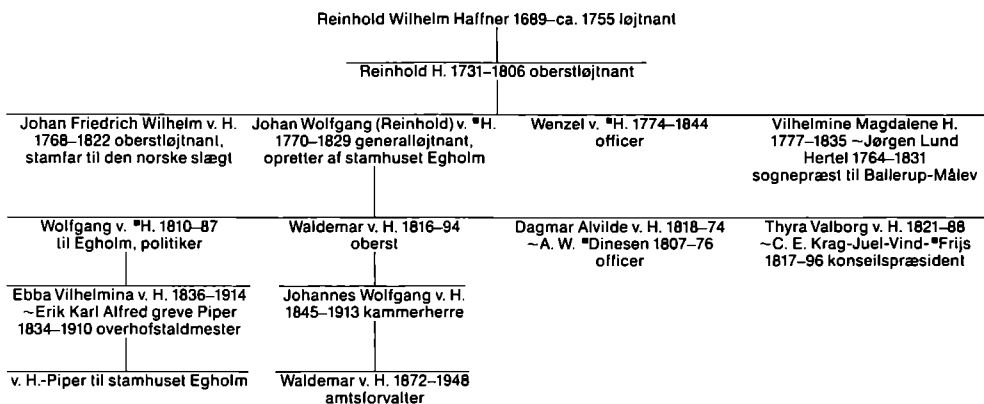 Reinhold Wilhelm Haffner 1689–ca. 1755 løjtnant
Reinhold H. 1731–1806 oberstløjtnant
Johan Friedrich Wilhelm v. H.
1768–1822 oberstløjtnant,
stamfar til den norske slægt
Johan Wolfgang (Reinhold) v. *H.
1770–1829 generalløjtnant,
opretter af stamhuset Egholm
Wenzel v. *H. 1774–1844
officer
Vilhelmine Magdalene H.
1777–1835 ~Jørgen Lund
Hertel 1764–1831
sognepræst til Ballerup-Målev
Wolfgang v. *H. 1810–87
til Egholm, politiker
Waldemar v. H. 1816–94
oberst
Dagmar Alvilde v. H. 1818–74
~A. W. *Dinesen 1807–76
officer
Thyra Valborg v. H. 1821–88
~C. E. Krag-Juel-Vind-*Frijs
1817–96 konseilspræsident
Ebba Vilhelmina v. H. 1836–1914
~Erik Karl Alfred greve Piper
1834–1910 overhofstaldmester
Johannes Wolfgang v. H.
1845–1913 kammerherre
v. H.-Piper til stamhuset Egholm
Waldemar v. H. 1872–1948
amtsforvalter